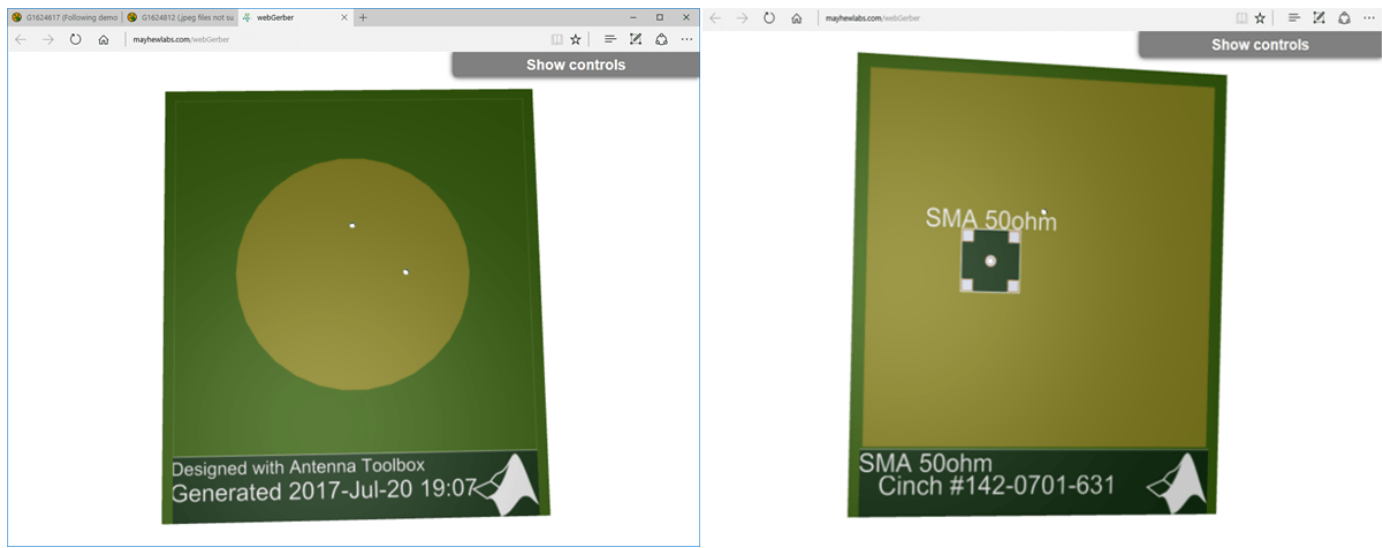 G1624617 (Following demo
G1624812 (.jpeg files not su
webGerber
mayhewlabs.com/webGerber
Show controls
Designed with Antenna Toolbox
Generated 2017-Jul-20 19:07
mayhewlabs.com/webGerber
Show controls
SMA 50ohm
SMA 50ohm
Cinch #142-0701-631